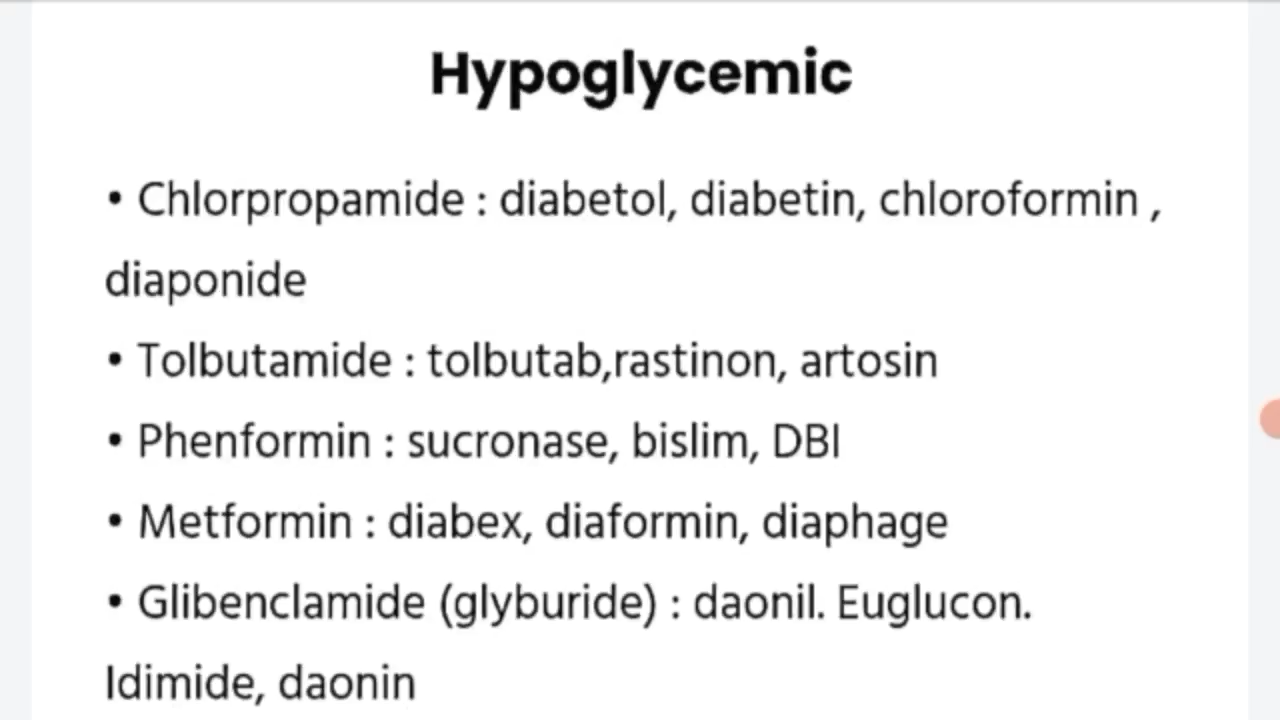 Hypoglycemic
• Chlorpropamide : diabetol, diabetin, chloroformin ,
diaponide
• Tolbutamide : tolbutab,rastinon, artosin
• Phenformin : sucronase, bislim, DBI
• Metformin : diabex, diaformin, diaphage
• Glibenclamide (glyburide) : daonil. Euglucon.
Idimide, daonin